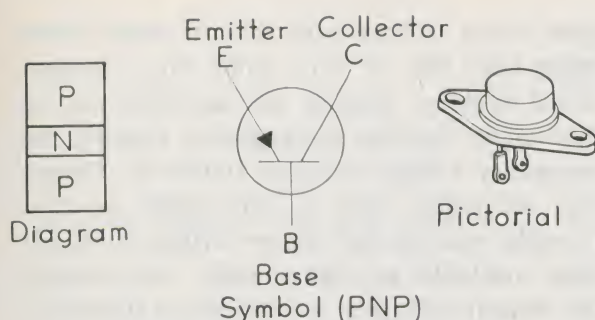 Emitter Collector
E C
P
N
P
Diagram
B
Base
Symbol (PNP)
Pictorial